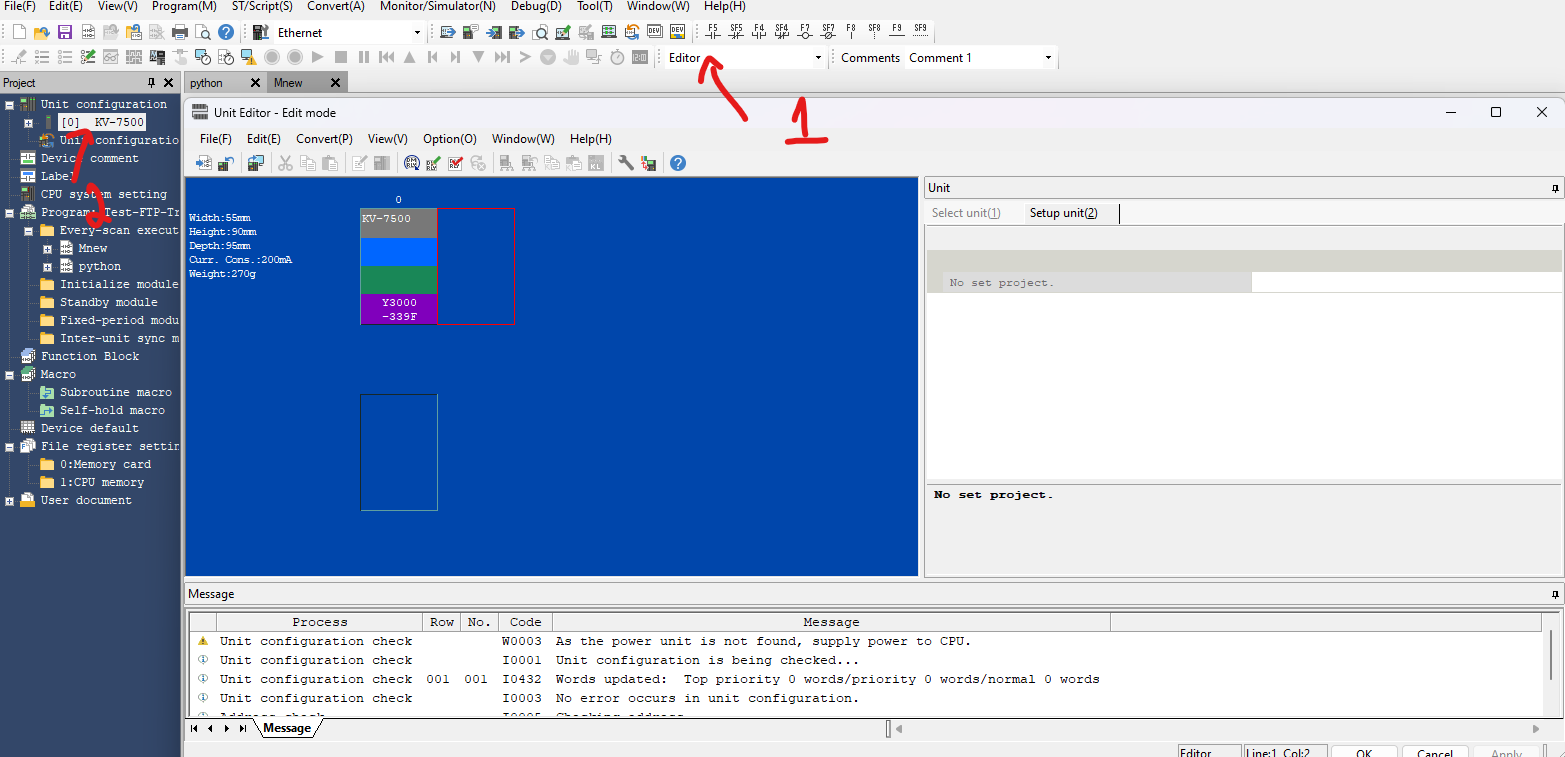 File(F) Edit(E) View(V) Program(M) ST/Script(S) Convert(A) Monitor/Simulator(N) Debug(D) Tool(T) Window(W) Help(H)
Ethernet F5 SF5 F4 SF4 F7 SF7 F8 SF8 F9 SF9
Editor Comments Comment 1
Project python Mnew
1
Unit configuration
[0] KV-7500
Unit configuratio
Device comment
Label
CPU system setting
2
Program: Test-FTP-Tr
Every-scan execut
Mnew
python
Initialize module
Standby module
Fixed-period modu
Inter-unit sync m
Function Block
Macro
Subroutine macro
Self-hold macro
Device default
File register settin
0:Memory card
1:CPU memory
User document
Unit Editor - Edit mode
File(F) Edit(E) Convert(P) View(V) Option(O) Window(W) Help(H)
0
Width:55mm
Height:90mm
Depth:95mm
Curr. Cons.:200mA
Weight:270g
KV-7500
Y3000
-339F
Unit
Select unit(1) Setup unit(2)
No set project.
No set project.
Message
Process Row No. Code Message
Unit configuration check W0003 As the power unit is not found, supply power to CPU.
Unit configuration check I0001 Unit configuration is being checked...
Unit configuration check 001 001 I0432 Words updated: Top priority 0 words/priority 0 words/normal 0 words
Unit configuration check I0003 No error occurs in unit configuration.
Address check I0005 Checking address
Message
Editor Line:1, Col:2 OK Cancel Apply